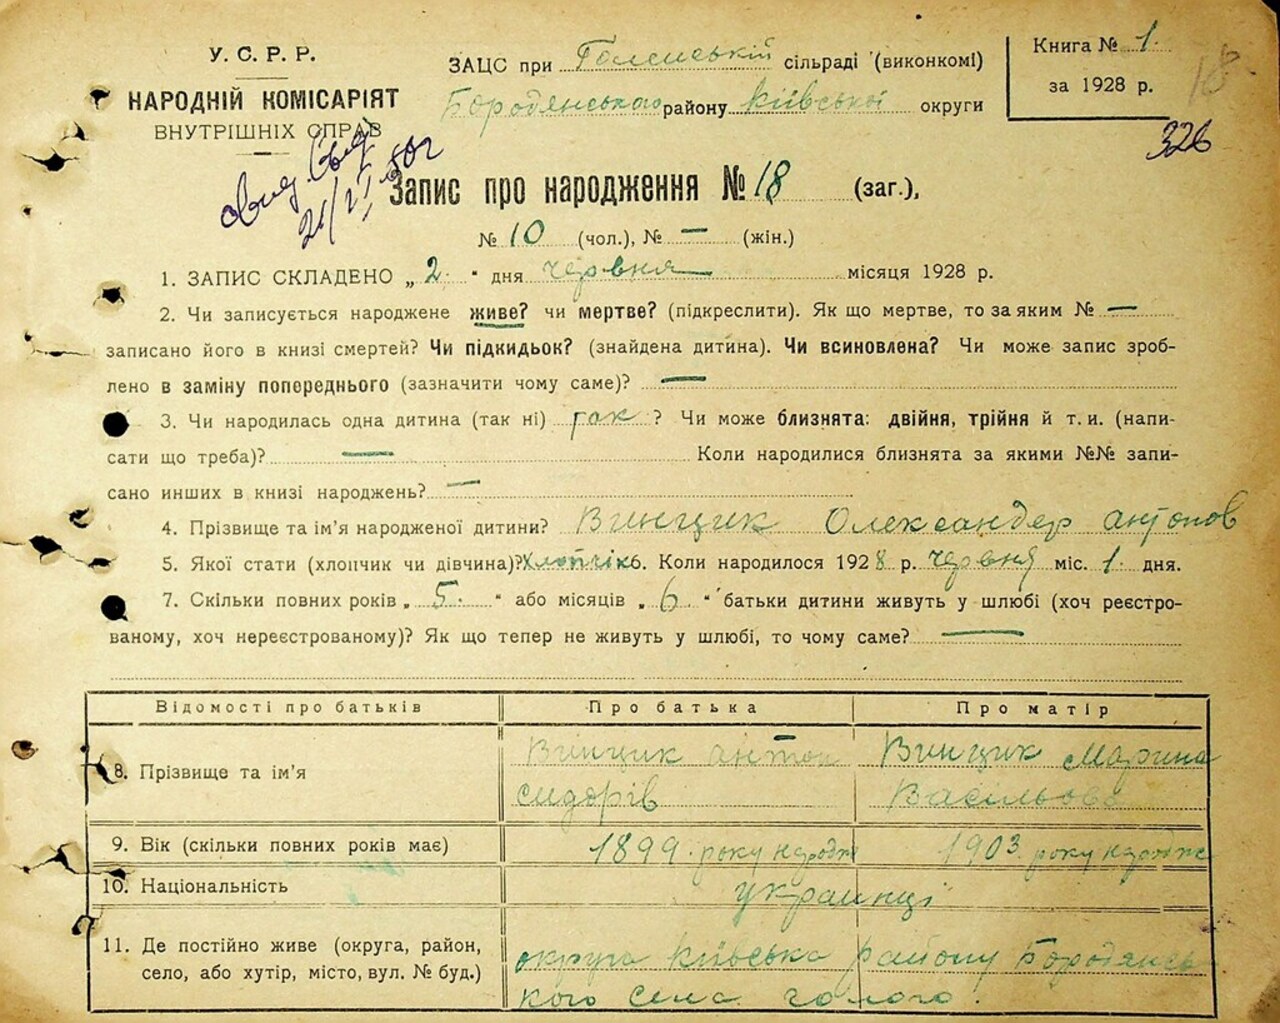 У. С. Р. Р.
НАРОДНІЙ КОМІСАРІЯТ
ВНУТРІШНІХ СПРАВ
ЗАЦС при сільраді (виконкомі)
Бородянського району Київської округи
Книга № 1.
за 1928 р.
18
326
Запис про народження № 18 (заг.),
№ 10 (чол.), № — (жін.)
1. ЗАПИС СКЛАДЕНО „ 2. “ дня червня місяця 1928 р.
2. Чи записується народжене живе? чи мертве? (підкреслити). Як що мертве, то за яким № —
записано його в книзі смертей? Чи підкидьок? (знайдена дитина). Чи всиновлена? Чи може запис зроб-
лено в заміну попереднього (зазначити чому саме)? —
3. Чи народилась одна дитина (так ні) так ? Чи може близнята: двійня, трійня й т. и. (напи-
сати що треба)? — Коли народилися близнята за якими №№ запи-
сано инших в книзі народжень? —
4. Прізвище та ім’я народженої дитини? Винцик Олександер антонов
5. Якої стати (хлопчик чи дівчина)? Хлопчік 6. Коли народилося 1928 р. червня міс. 1. дня.
7. Скільки повних років „ 5. “ або місяців „ 6 “ батьки дитини живуть у шлюбі (хоч реєстро-
ваному, хоч нереєстрованому)? Як що тепер не живуть у шлюбі, то чому саме? —
Відомості про батьків Про батька Про матір
8. Прізвище та ім’я Винцик антон Винцик Марина
сидорів Васільова
9. Вік (скільки повних років має) 1899. року народж 1903. року народж
10. Національність украинці
11. Де постійно живе (округа, район, округа Київська району Бородянсь
село, або хутір, місто, вул. № буд.) кого села